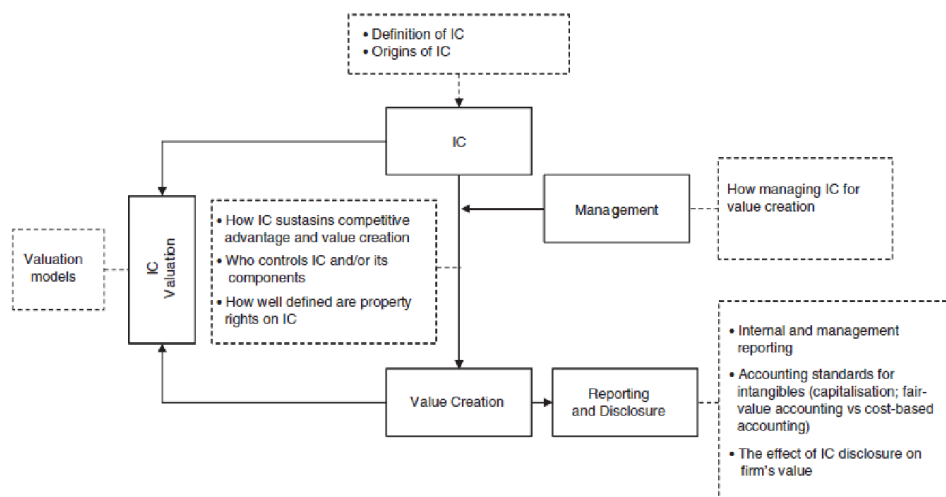 • Definition of IC
• Origins of IC
IC
How managing IC for
value creation
Management
• How IC sustasins competitive
advantage and value creation
• Who controls IC and/or its
components
• How well defined are property
rights on IC
Valuation
models
IC
Valuation
• Internal and management
reporting
• Accounting standards for
intangibles (capitalisation; fair-
value accounting vs cost-based
accounting)
• The effect of IC disclosure on
firm's value
Value Creation
Reporting
and Disclosure